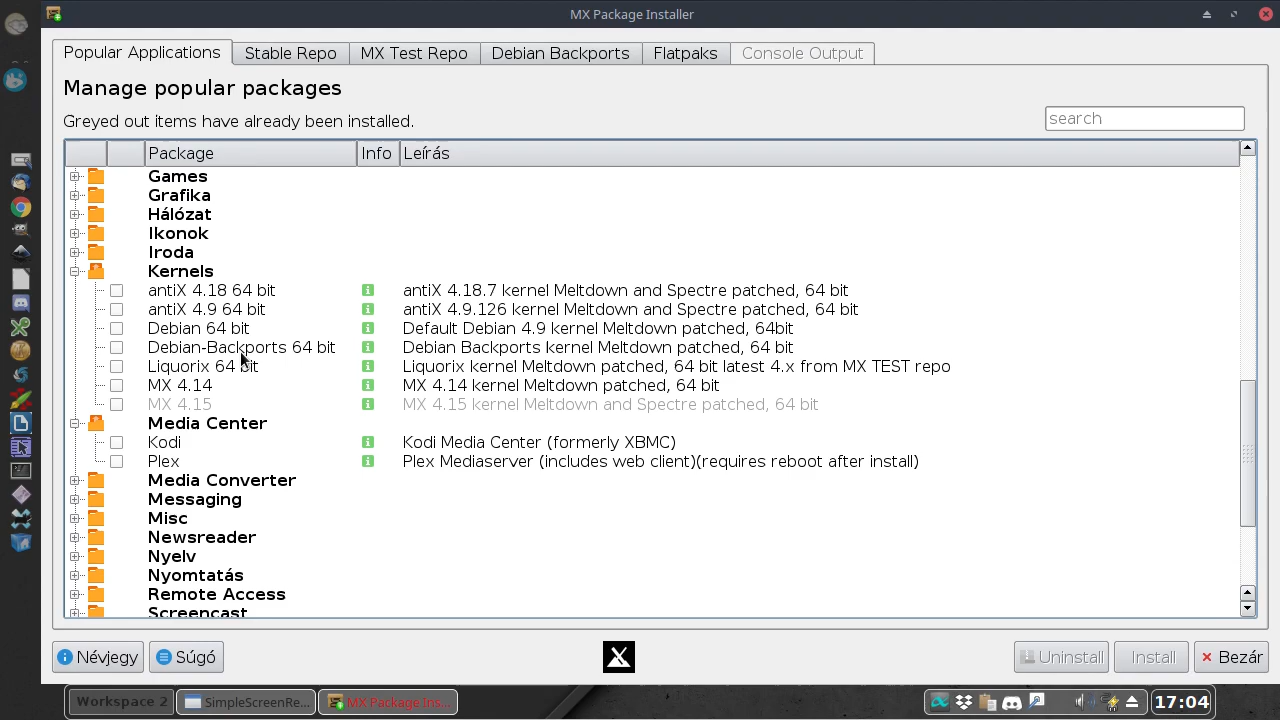 MX Package Installer
Popular Applications
Stable Repo
MX Test Repo
Debian Backports
Flatpaks
Console Output
Manage popular packages
Greyed out items have already been installed.
search
Package Info Leírás
Games
Grafika
Hálózat
Ikonok
Iroda
Kernels
antiX 4.18 64 bit antiX 4.18.7 kernel Meltdown and Spectre patched, 64 bit
antiX 4.9 64 bit antiX 4.9.126 kernel Meltdown and Spectre patched, 64 bit
Debian 64 bit Default Debian 4.9 kernel Meltdown patched, 64bit
Debian-Backports 64 bit Debian Backports kernel Meltdown patched, 64 bit
Liquorix 64 bit Liquorix kernel Meltdown patched, 64 bit latest 4.x from MX TEST repo
MX 4.14 MX 4.14 kernel Meltdown patched, 64 bit
MX 4.15 MX 4.15 kernel Meltdown and Spectre patched, 64 bit
Media Center
Kodi Kodi Media Center (formerly XBMC)
Plex Plex Mediaserver (includes web client)(requires reboot after install)
Media Converter
Messaging
Misc
Newsreader
Nyelv
Nyomtatás
Remote Access
Screencast
Névjegy
Súgó
Uninstall
Install
Bezár
Workspace 2
SimpleScreenRe...
MX Package Ins...
17:04